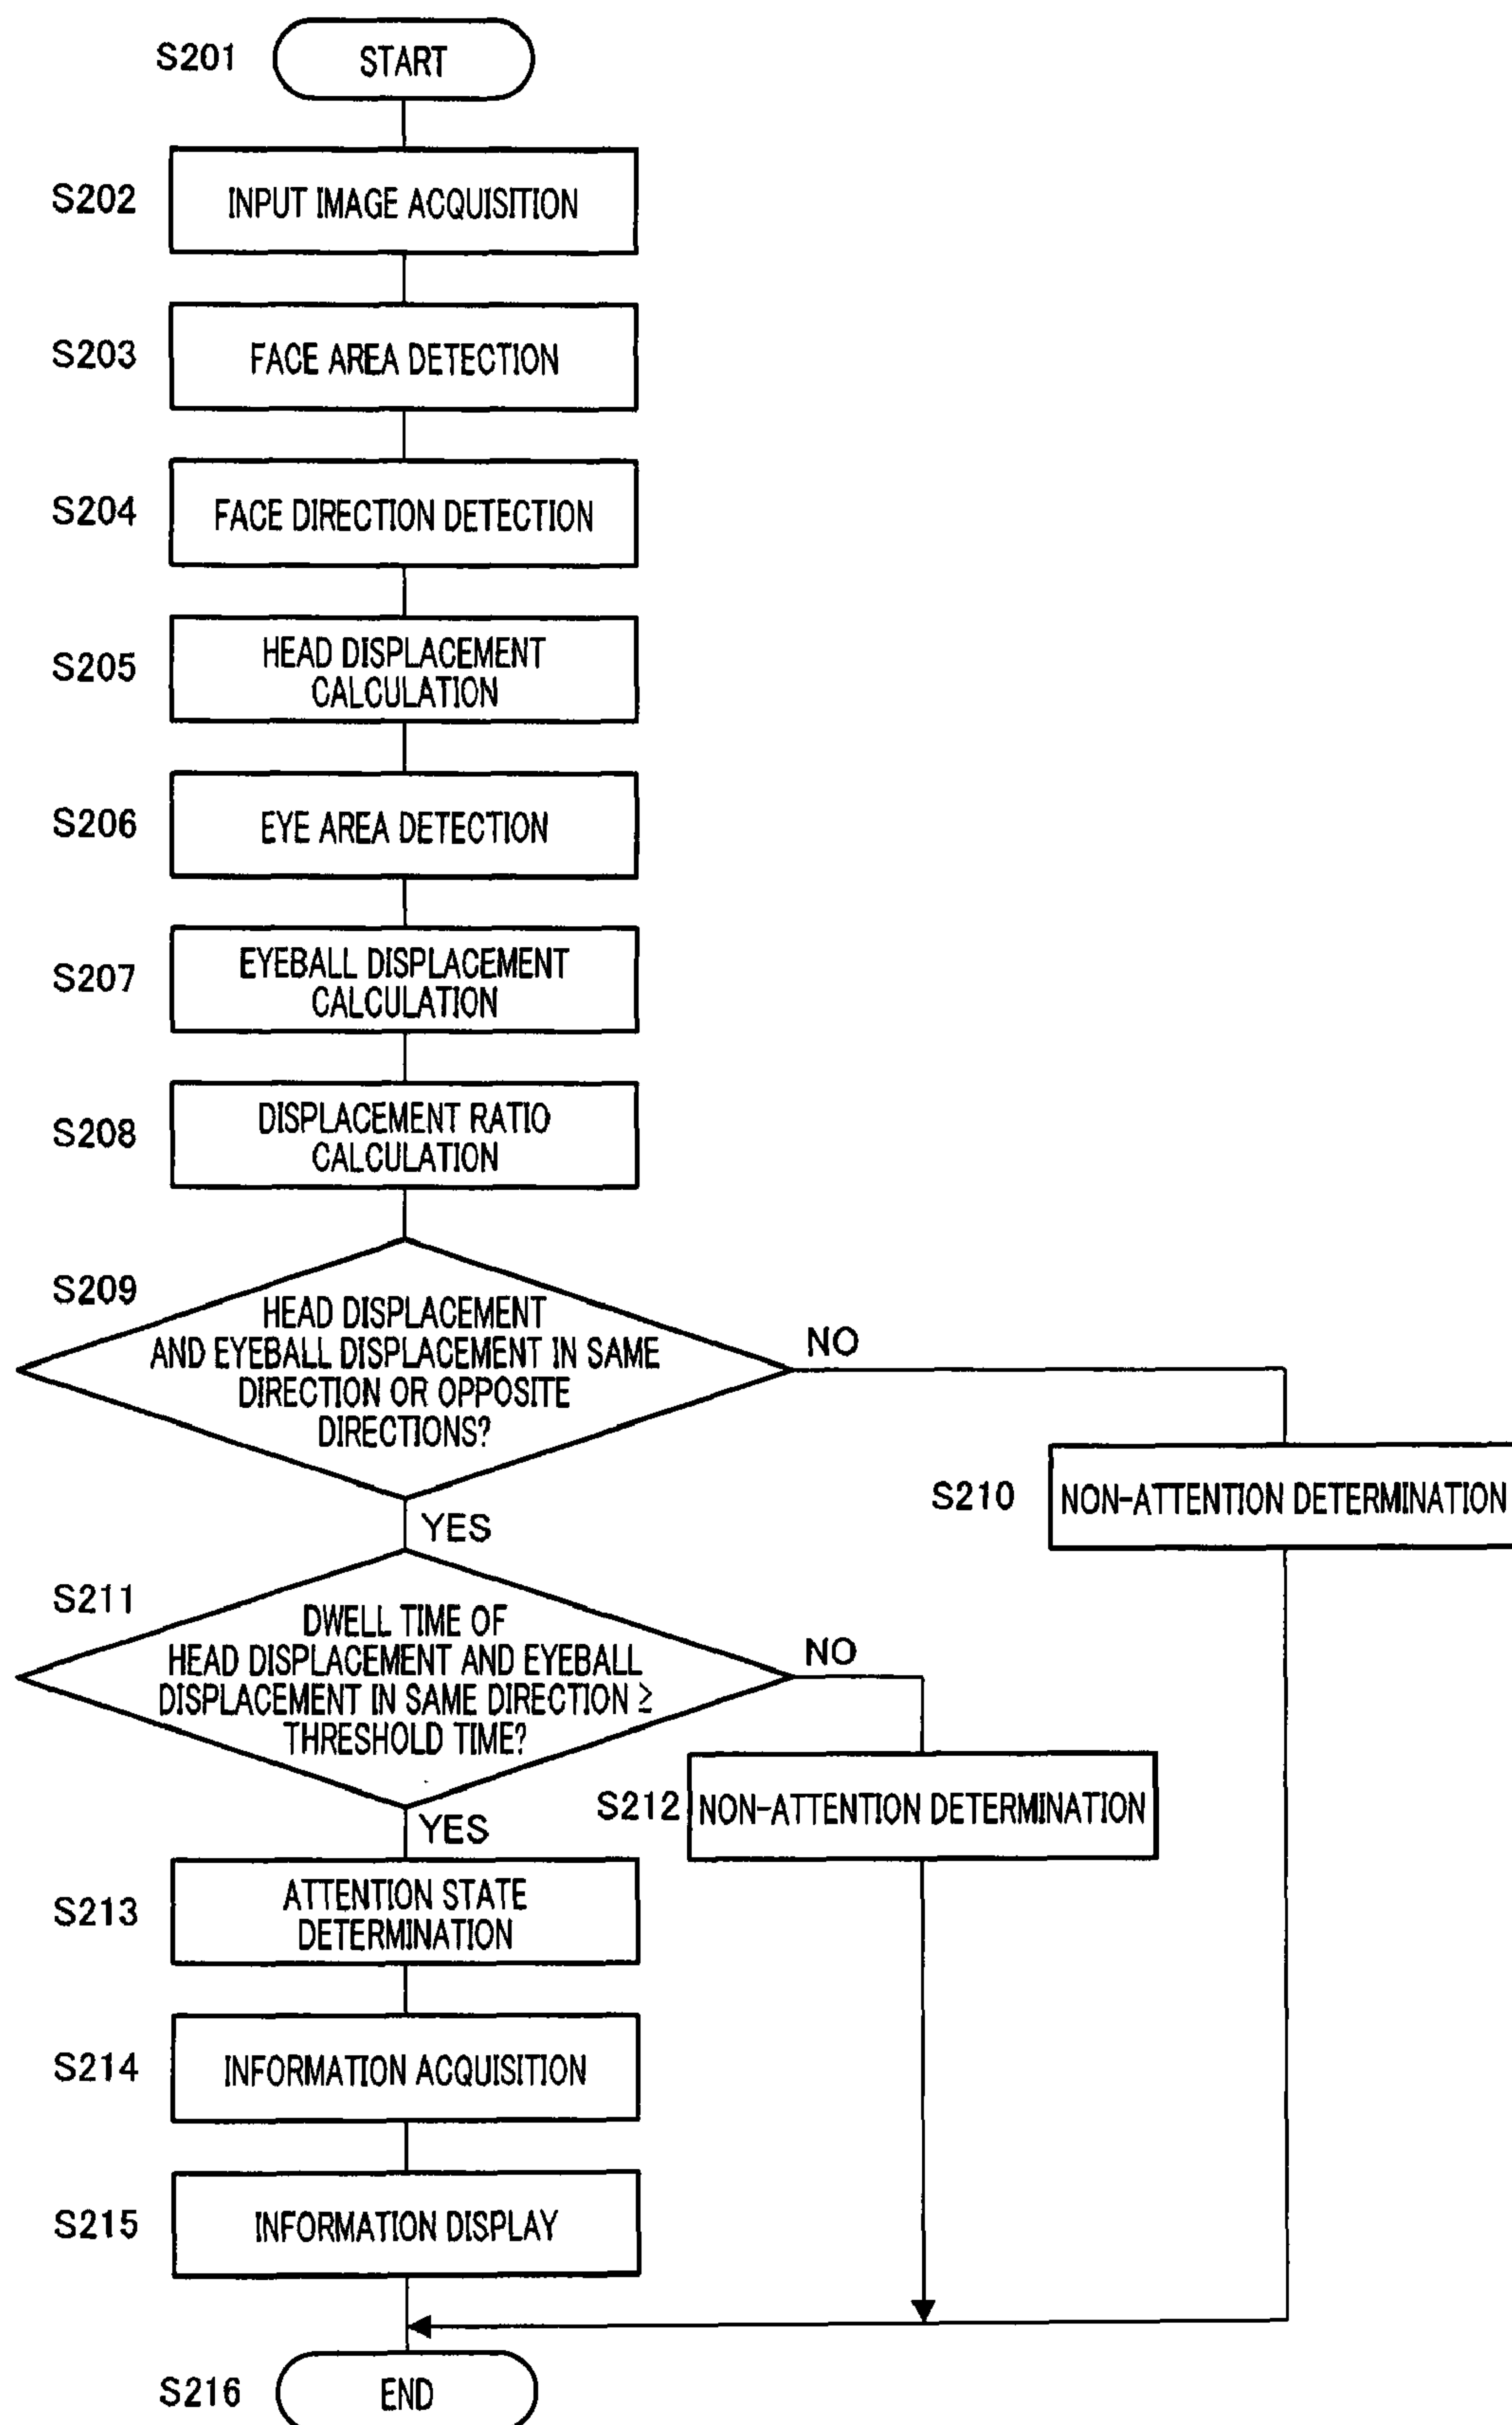 S201
START
S202
INPUT IMAGE ACQUISITION
S203
FACE AREA DETECTION
S204
FACE DIRECTION DETECTION
S205
HEAD DISPLACEMENT
CALCULATION
S206
EYE AREA DETECTION
S207
EYEBALL DISPLACEMENT
CALCULATION
S208
DISPLACEMENT RATIO
CALCULATION
S209
HEAD DISPLACEMENT
AND EYEBALL DISPLACEMENT IN SAME
DIRECTION OR OPPOSITE
DIRECTIONS?
NO
S210
NON-ATTENTION DETERMINATION
YES
S211
DWELL TIME OF
HEAD DISPLACEMENT AND EYEBALL
DISPLACEMENT IN SAME DIRECTION ≧
THRESHOLD TIME?
NO
S212
NON-ATTENTION DETERMINATION
YES
S213
ATTENTION STATE
DETERMINATION
S214
INFORMATION ACQUISITION
S215
INFORMATION DISPLAY
S216
END